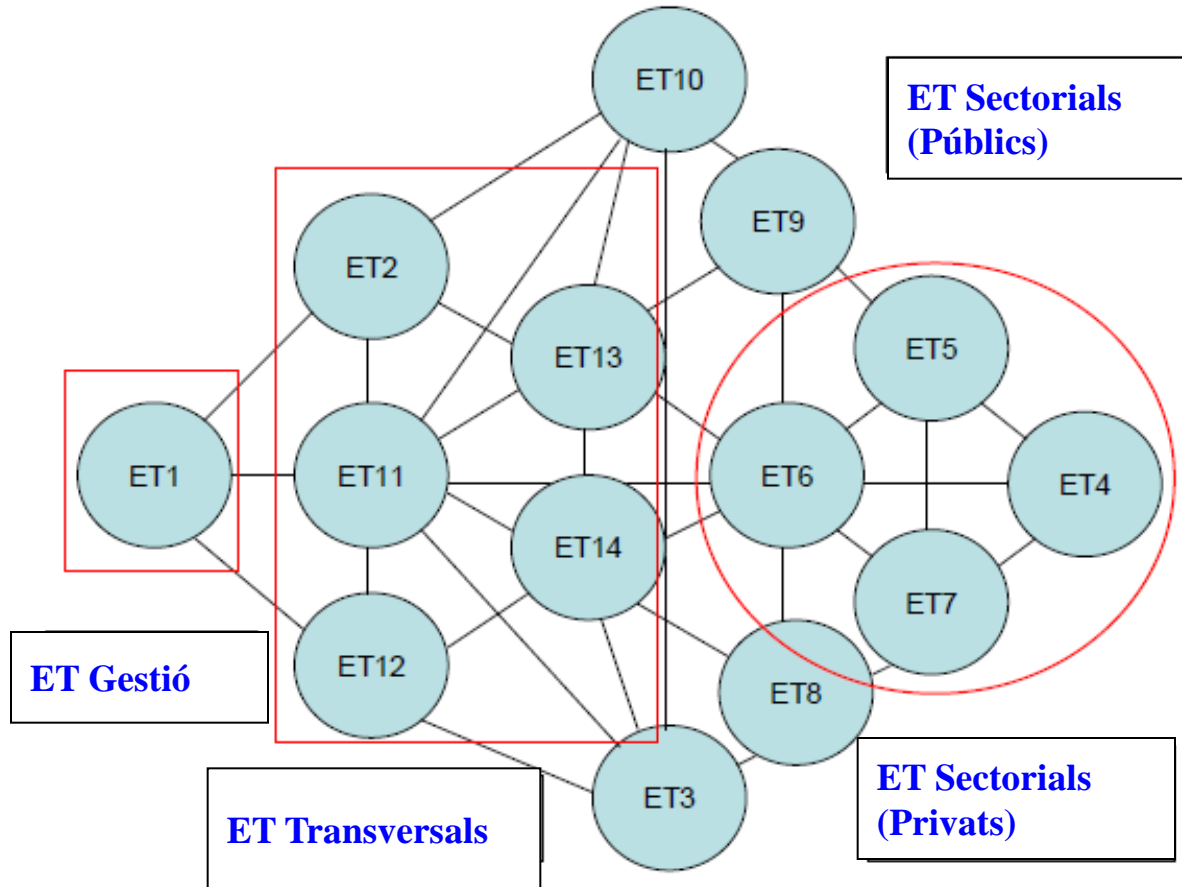 ET10
ET Sectorials
(Públics)
ET9
ET2
ET13
ET5
ET1
ET11
ET6
ET4
ET14
ET7
ET Gestió
ET12
ET8
ET3
ET Sectorials
(Privats)
ET Transversals